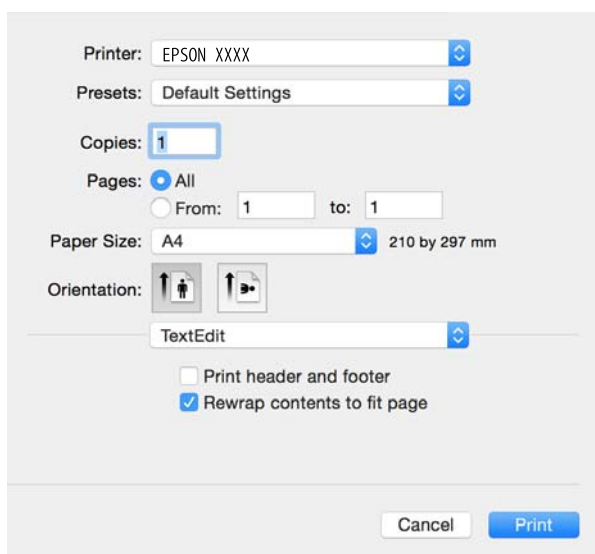 Printer: EPSON XXXX
Presets: Default Settings
Copies: 1
Pages: All
From: 1 to: 1
Paper Size: A4 210 by 297 mm
Orientation:
TextEdit
Print header and footer
Rewrap contents to fit page
Cancel Print